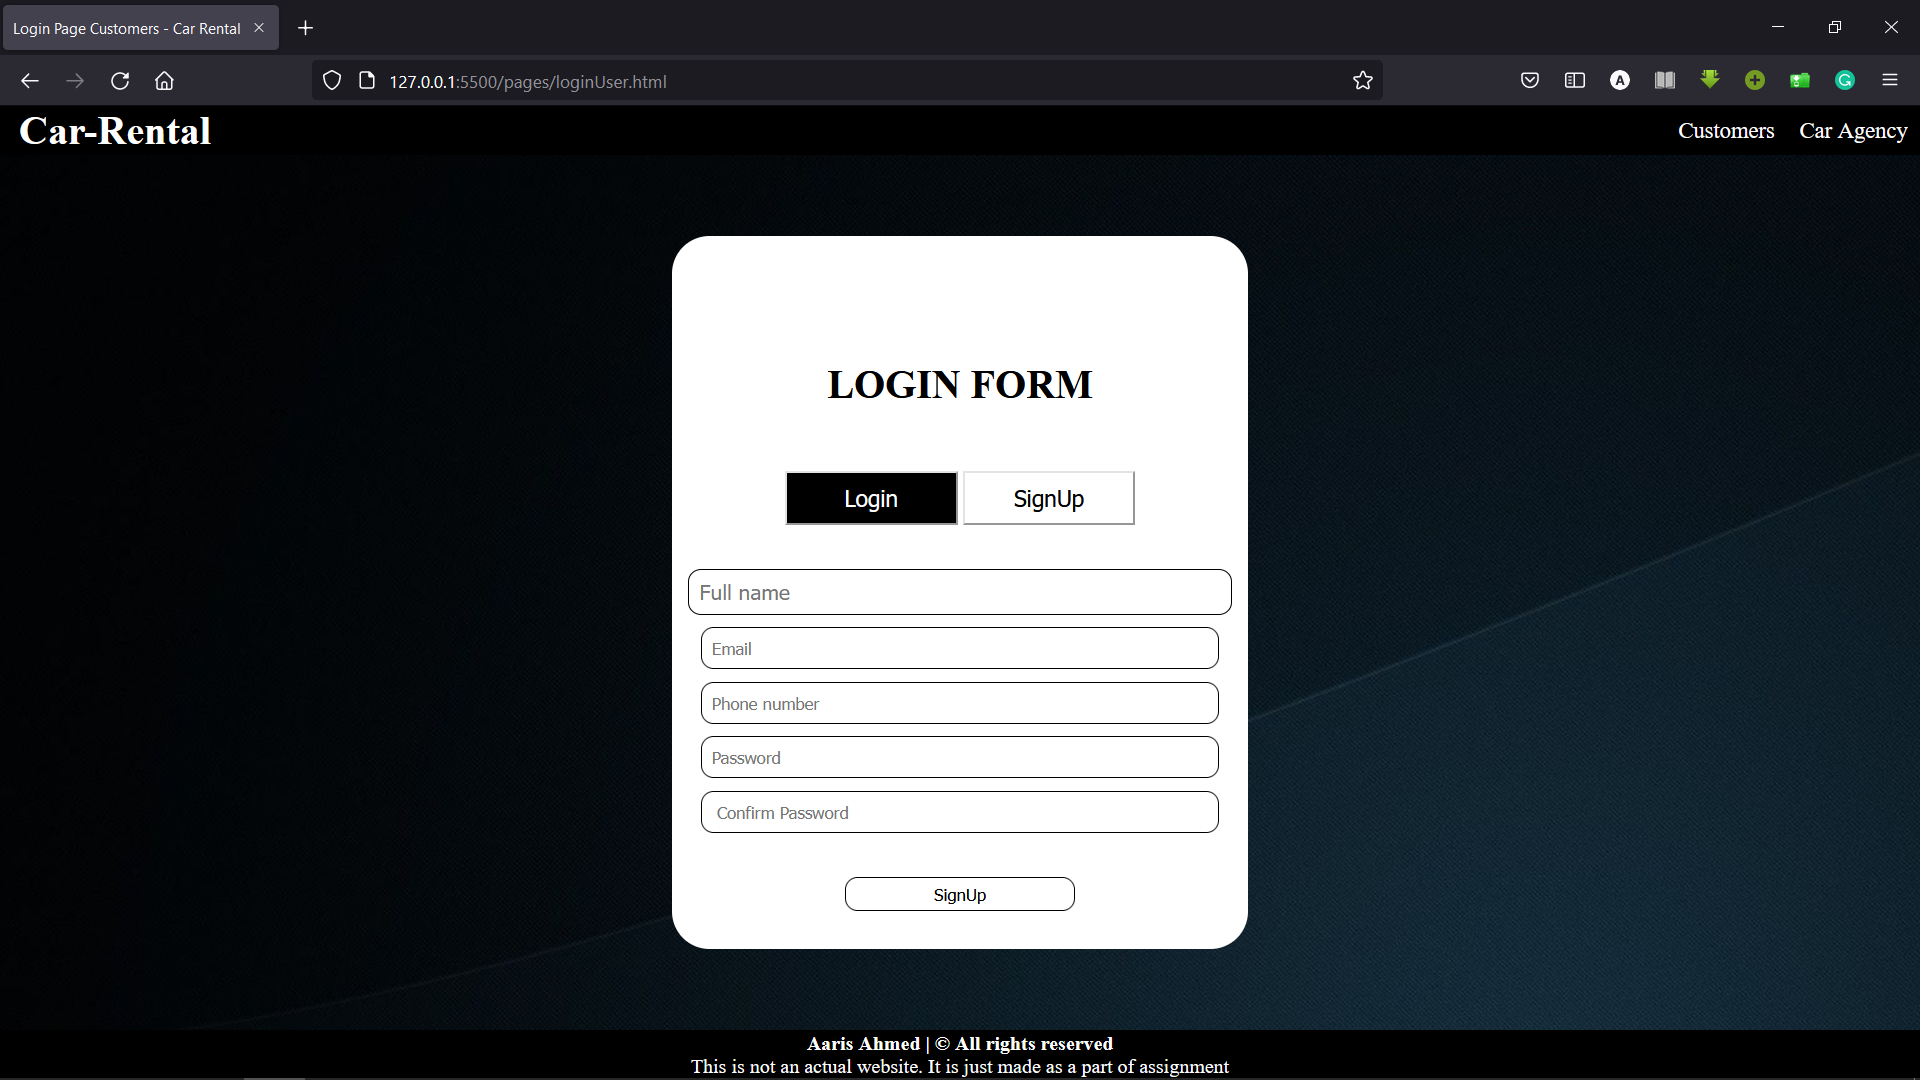 Login Page Customers - Car Rental
127.0.0.1:5500/pages/loginUser.html
A
G
Car-Rental
Customers
Car Agency
LOGIN FORM
Login
SignUp
Full name
Email
Phone number
Password
Confirm Password
SignUp
Aaris Ahmed | © All rights reserved
This is not an actual website. It is just made as a part of assignment